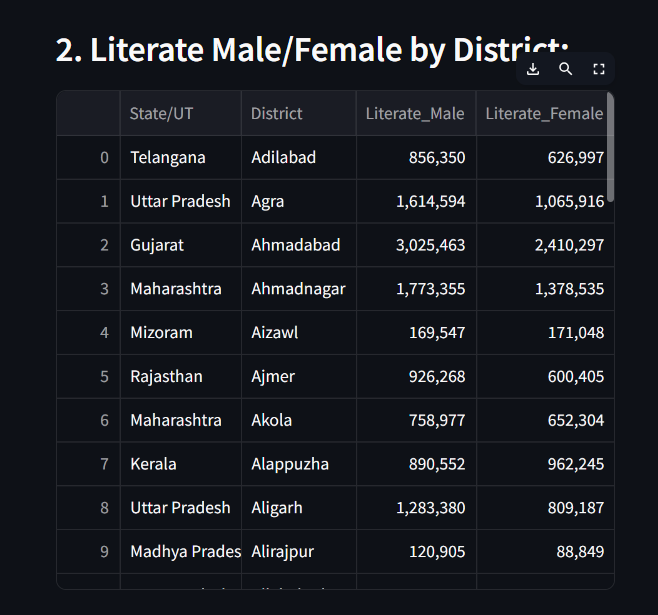 2. Literate Male/Female by District:
State/UT District Literate_Male Literate_Female
0 Telangana Adilabad 856,350 626,997
1 Uttar Pradesh Agra 1,614,594 1,065,916
2 Gujarat Ahmadabad 3,025,463 2,410,297
3 Maharashtra Ahmadnagar 1,773,355 1,378,535
4 Mizoram Aizawl 169,547 171,048
5 Rajasthan Ajmer 926,268 600,405
6 Maharashtra Akola 758,977 652,304
7 Kerala Alappuzha 890,552 962,245
8 Uttar Pradesh Aligarh 1,283,380 809,187
9 Madhya Prades Alirajpur 120,905 88,849